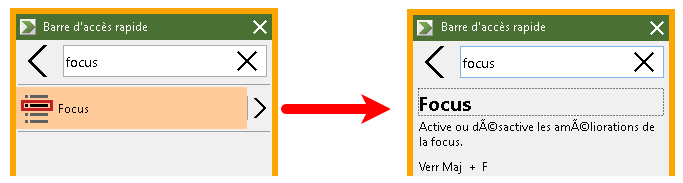 Barre d'accès rapide
focus
Focus
Barre d'accès rapide
focus
Focus
Active ou dÃ©sactive les amÃ©liorations de
la focus.
Verr Maj + F